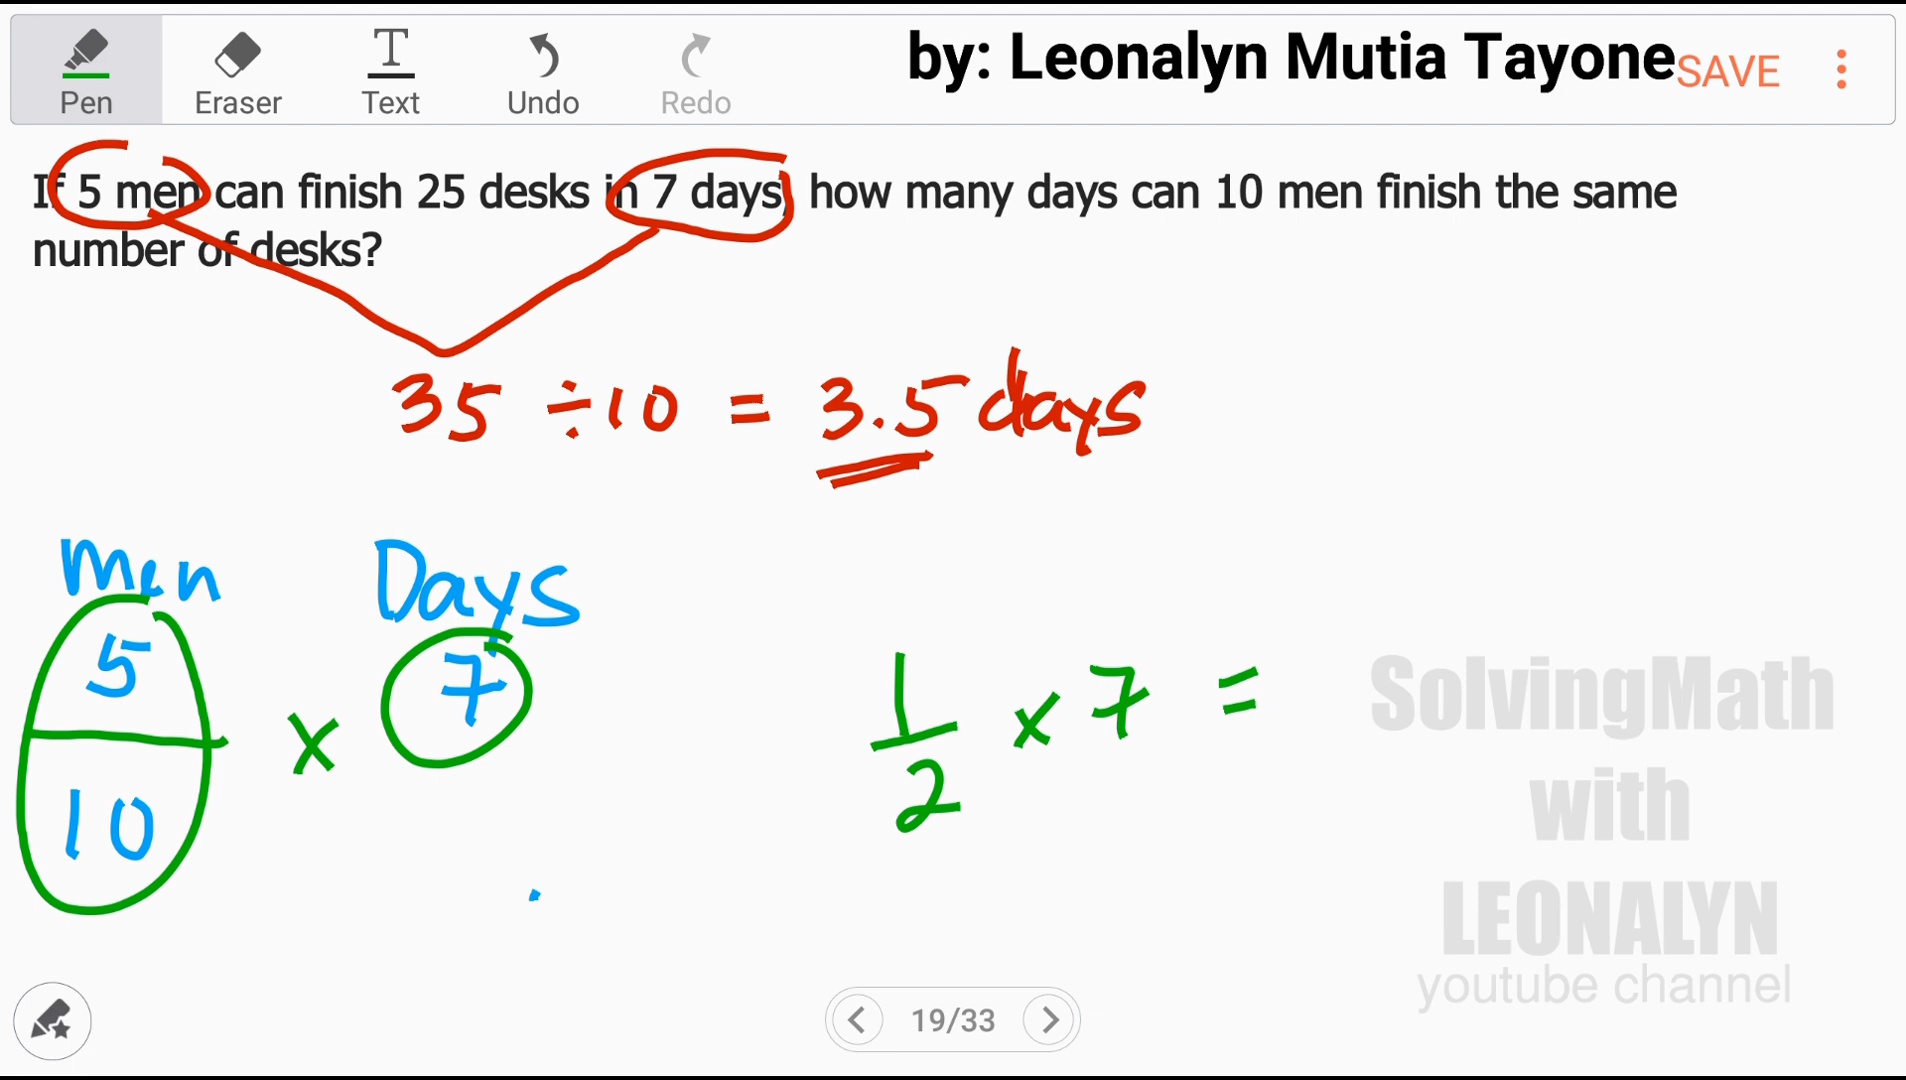 Pen Eraser Text Undo Redo by: Leonalyn Mutia Tayone SAVE
If 5 men can finish 25 desks in 7 days, how many days can 10 men finish the same
number of desks?
35 ÷ 10 = 3.5 days
Men Days
5 7
10
×
1/2 × 7 =
SolvingMath
with
LEONALYN
youtube channel
19/33